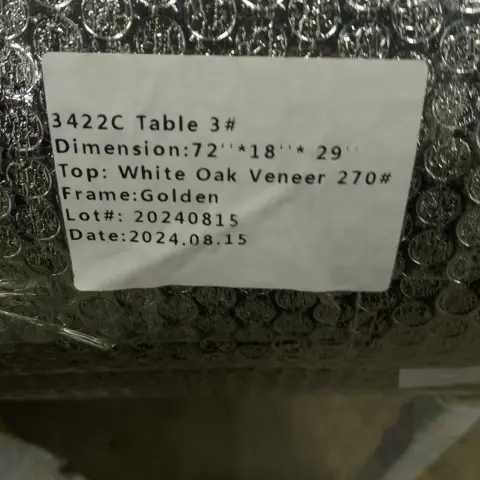 3422C Table 3#
Dimension:72''*18''* 29''
Top: White Oak Veneer 270#
Frame:Golden
Lot#: 20240815
Date:2024.08.15